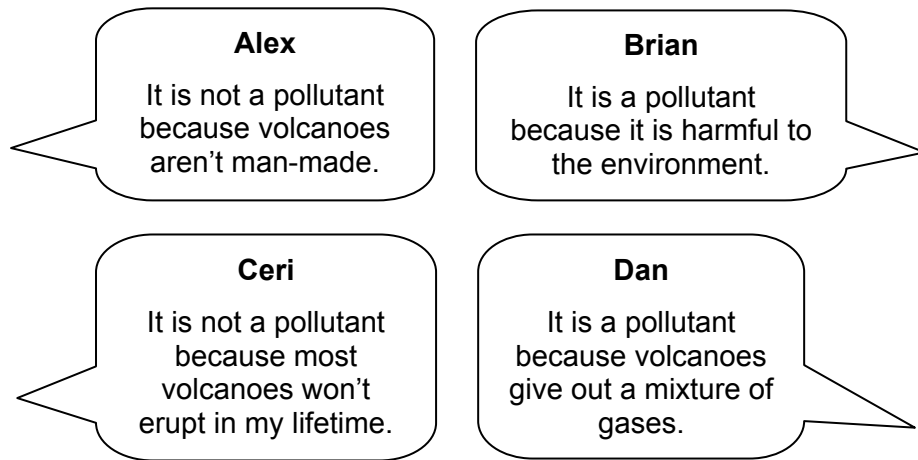 Alex
It is not a pollutant
because volcanoes
aren’t man-made.
Brian
It is a pollutant
because it is harmful to
the environment.
Ceri
It is not a pollutant
because most
volcanoes won’t
erupt in my lifetime.
Dan
It is a pollutant
because volcanoes
give out a mixture of
gases.